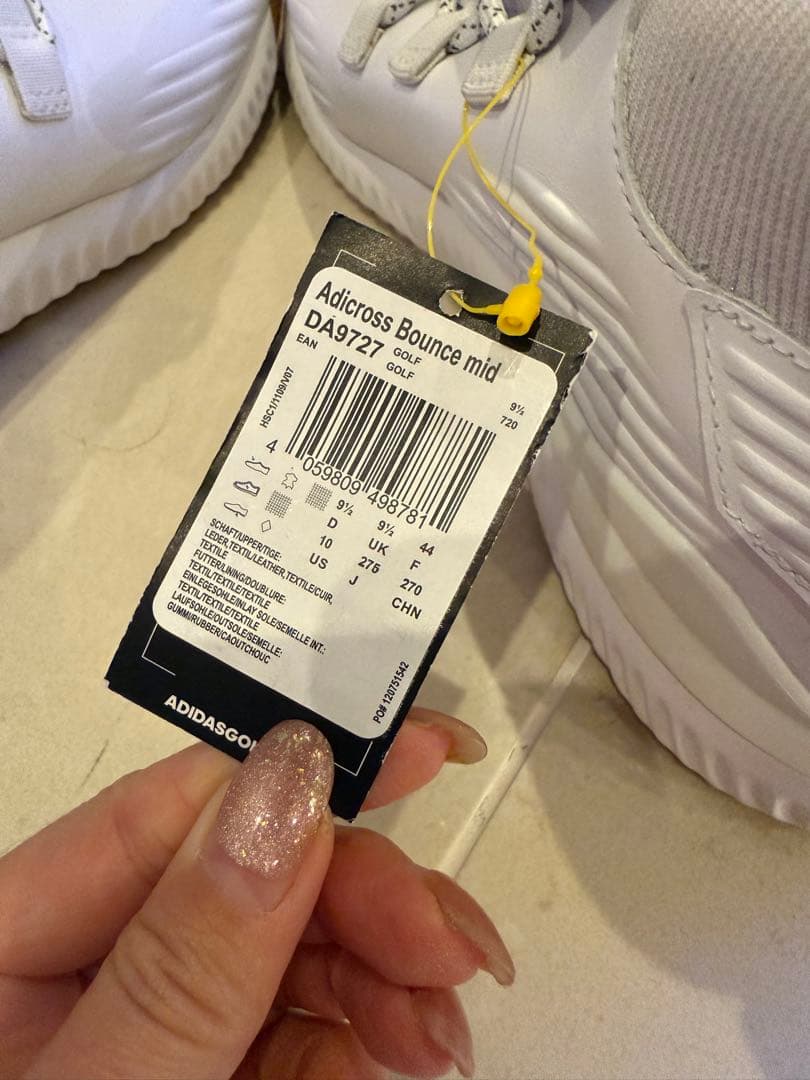 Adicross Bounce mid
DA9727 GOLF
GOLF
EAN
9½
720
HSC1/1109/V07
4 059809 498781
9½ 9½ 44
D UK F
10 275 270
US J CHN
SCHAFT/UPPER/TIGE:
LEDER,TEXTIL/LEATHER,TEXTILE/CUIR,
TEXTILE
FUTTER/LINING/DOUBLURE:
TEXTIL/TEXTILE/TEXTILE
EINLEGESOHLE/INLAY SOLE/SEMELLE INT.:
TEXTIL/TEXTILE/TEXTILE
LAUFSOHLE/OUTSOLE/SEMELLE:
GUMMI/RUBBER/CAOUTCHOUC
PO# 120751542